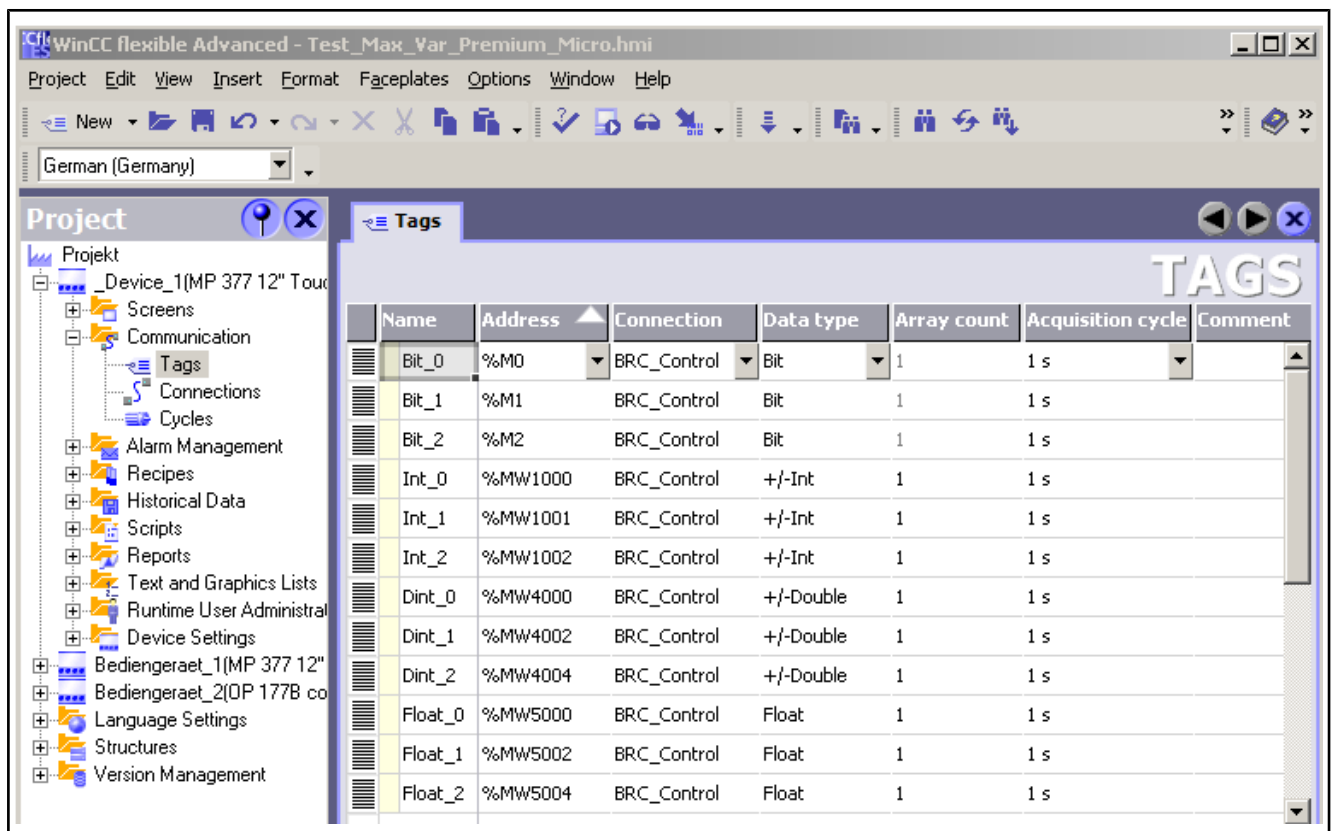 WinCC flexible Advanced - Test_Max_Var_Premium_Micro.hmi
Project Edit View Insert Format Faceplates Options Window Help
New
German (Germany)
Project
Tags
Projekt
_Device_1(MP 377 12" Touc
Screens
Communication
Tags
Connections
Cycles
Alarm Management
Recipes
Historical Data
Scripts
Reports
Text and Graphics Lists
Runtime User Administrat
Device Settings
Bediengeraet_1(MP 377 12"
Bediengeraet_2(OP 177B co
Language Settings
Structures
Version Management
TAGS
Name Address Connection Data type Array count Acquisition cycle Comment
Bit_0 %M0 BRC_Control Bit 1 1 s
Bit_1 %M1 BRC_Control Bit 1 1 s
Bit_2 %M2 BRC_Control Bit 1 1 s
Int_0 %MW1000 BRC_Control +/-Int 1 1 s
Int_1 %MW1001 BRC_Control +/-Int 1 1 s
Int_2 %MW1002 BRC_Control +/-Int 1 1 s
Dint_0 %MW4000 BRC_Control +/-Double 1 1 s
Dint_1 %MW4002 BRC_Control +/-Double 1 1 s
Dint_2 %MW4004 BRC_Control +/-Double 1 1 s
Float_0 %MW5000 BRC_Control Float 1 1 s
Float_1 %MW5002 BRC_Control Float 1 1 s
Float_2 %MW5004 BRC_Control Float 1 1 s